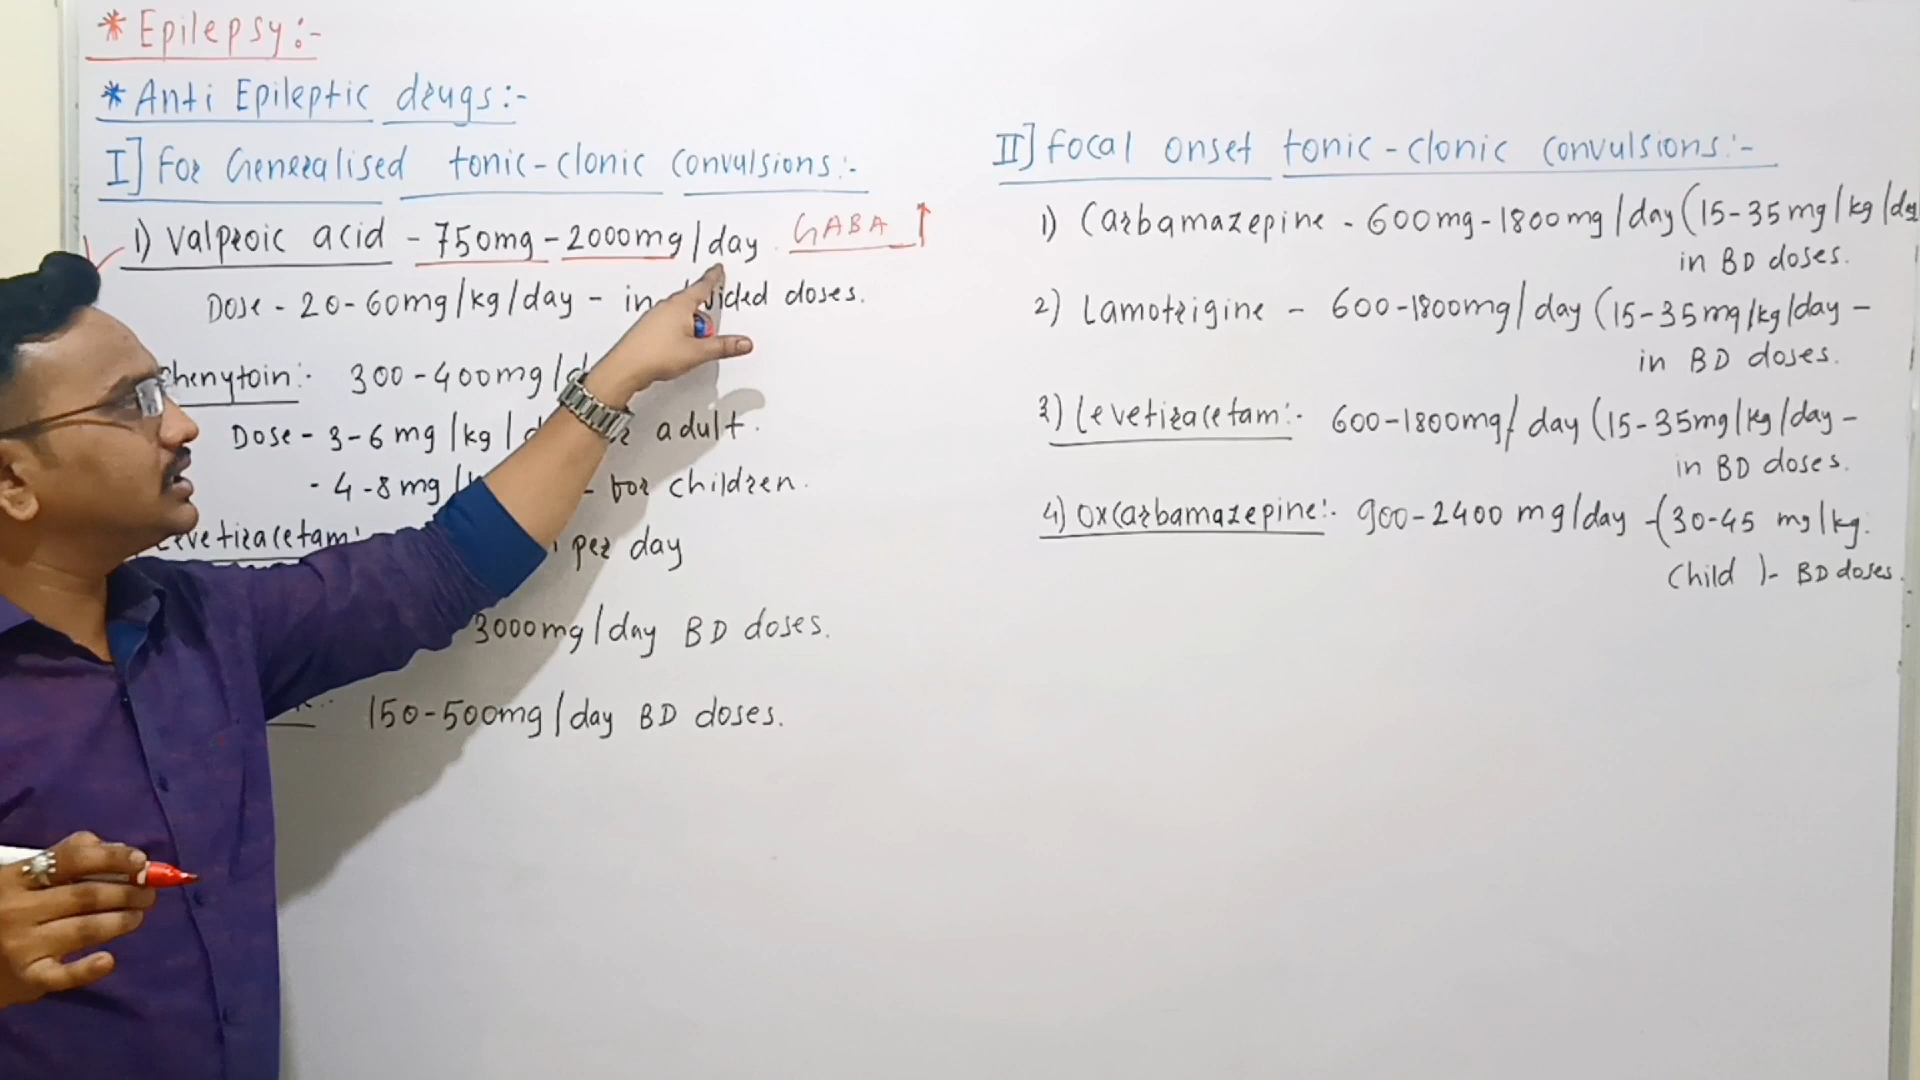 * Epilepsy:-
* Anti Epileptic drugs:-
I] For Generalised tonic-clonic convulsions:-
1) Valproic acid - 750mg - 2000mg/day. GABA ↑
Dose - 20-60mg/kg/day - in doses.
Phenytoin:- 300-400mg/
Dose - 3-6 mg/kg/ adult.
- 4-8mg/ - for children.
Levetiracetam:- per day
3000mg/day BD doses.
150-500mg/day BD doses.
II] Focal onset tonic-clonic convulsions:-
1) Carbamazepine - 600mg-1800mg/day (15-35mg/kg/day
in BD doses.
2) Lamotrigine - 600-1800mg/day (15-35mg/kg/day -
in BD doses.
3) Levetiracetam:- 600-1800mg/day (15-35mg/kg/day -
in BD doses.
4) Oxcarbamazepine:- 900-2400 mg/day - (30-45 mg/kg.
Child )- BD doses.